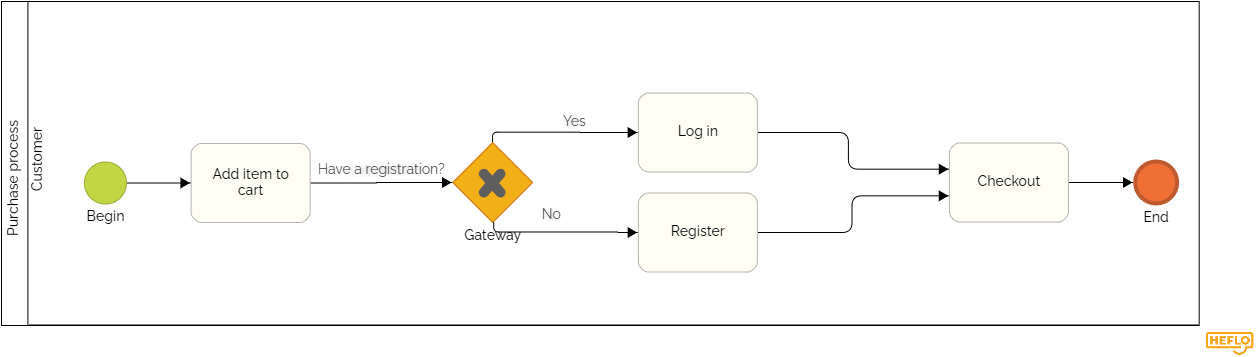 Purchase process
Customer
Begin
Add item to
cart
Have a registration?
Gateway
Yes
No
Log in
Register
Checkout
End
HEFLO